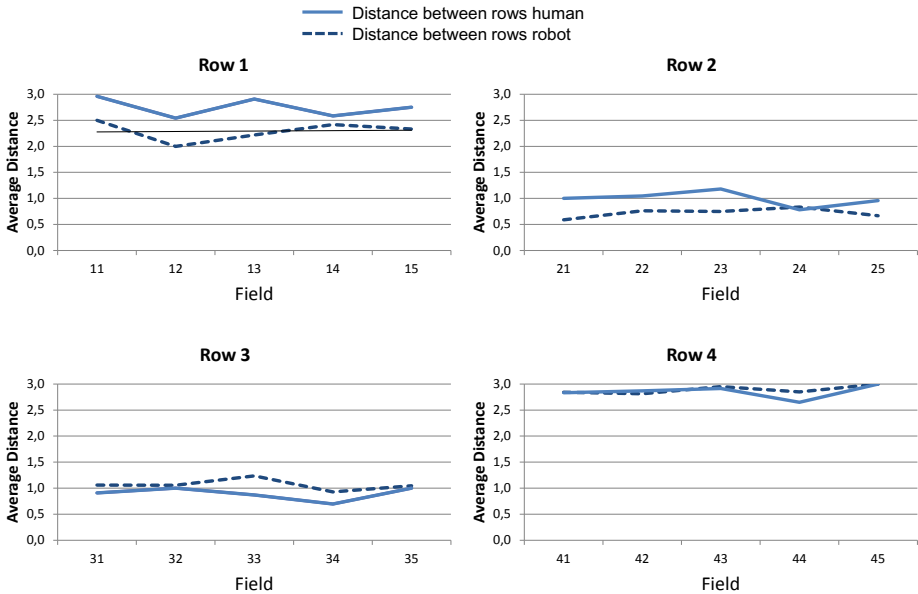 Distance between rows human
Distance between rows robot
Row 1
Average Distance
3,0
2,5
2,0
1,5
1,0
0,5
0,0
11 12 13 14 15
Field
Row 2
Average Distance
3,0
2,5
2,0
1,5
1,0
0,5
0,0
21 22 23 24 25
Field
Row 3
Average Distance
3,0
2,5
2,0
1,5
1,0
0,5
0,0
31 32 33 34 35
Field
Row 4
Average Distance
3,0
2,5
2,0
1,5
1,0
0,5
0,0
41 42 43 44 45
Field